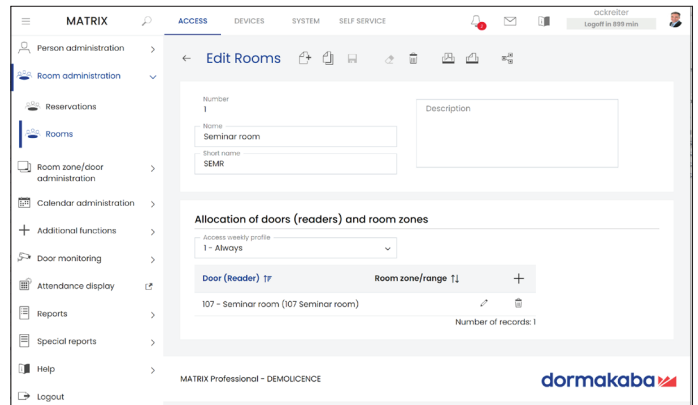 MATRIX
ACCESS
DEVICES
SYSTEM
SELF SERVICE
2
ackreiter
Logoff in 899 min
Person administration
Room administration
Reservations
Rooms
Room zone/door
administration
Calendar administration
Additional functions
Door monitoring
Attendance display
Reports
Special reports
Help
Logout
Edit Rooms
Number
1
Name
Seminar room
Short name
SEMR
Description
Allocation of doors (readers) and room zones
Access weekly profile
1 - Always
Door (Reader)
Room zone/range
107 - Seminar room (107 Seminar room)
Number of records: 1
MATRIX Professional - DEMOLICENCE
dormakaba